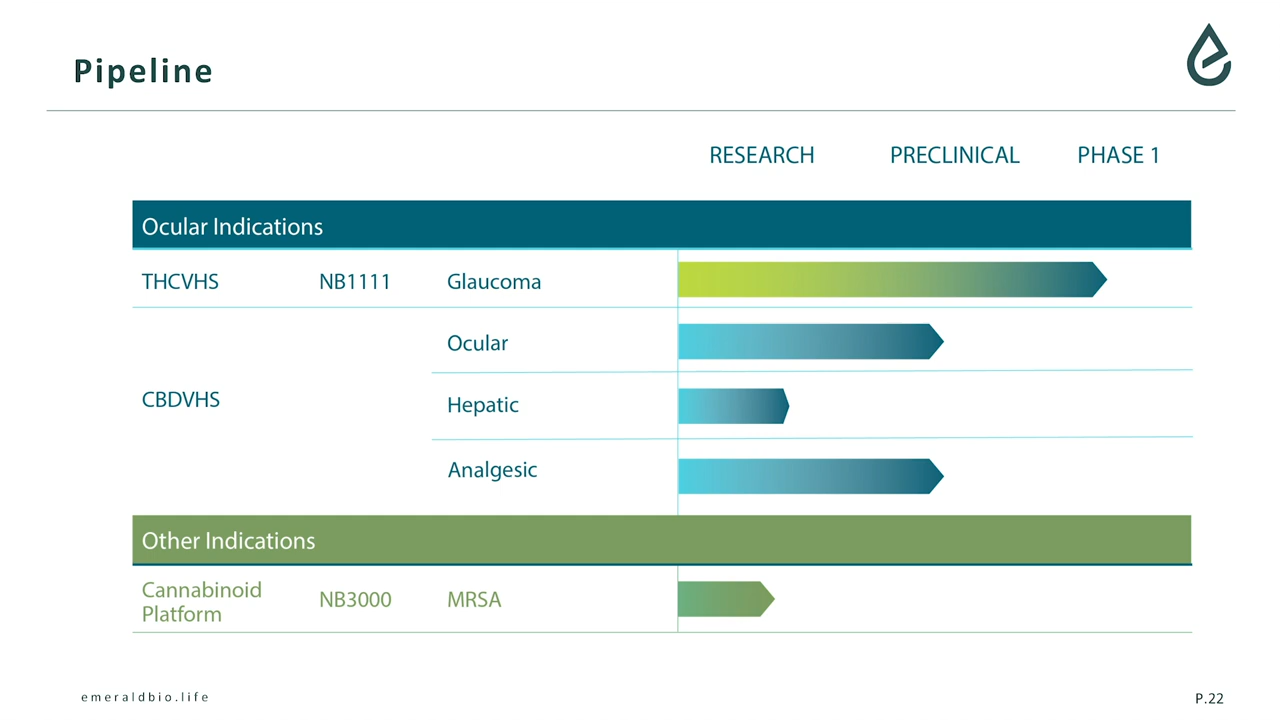 Pipeline
RESEARCH PRECLINICAL PHASE 1
Ocular Indications
THCVHS NB1111 Glaucoma
Ocular
CBDVHS
Hepatic
Analgesic
Other Indications
Cannabinoid
Platform
NB3000 MRSA
emeraldbio.life
P.22